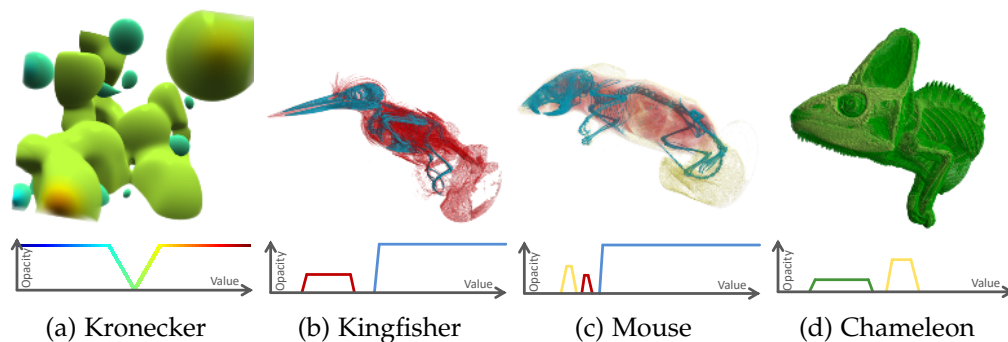 Opacity
Value
Opacity
Value
Opacity
Value
Opacity
Value
(a) Kronecker
(b) Kingfisher
(c) Mouse
(d) Chameleon